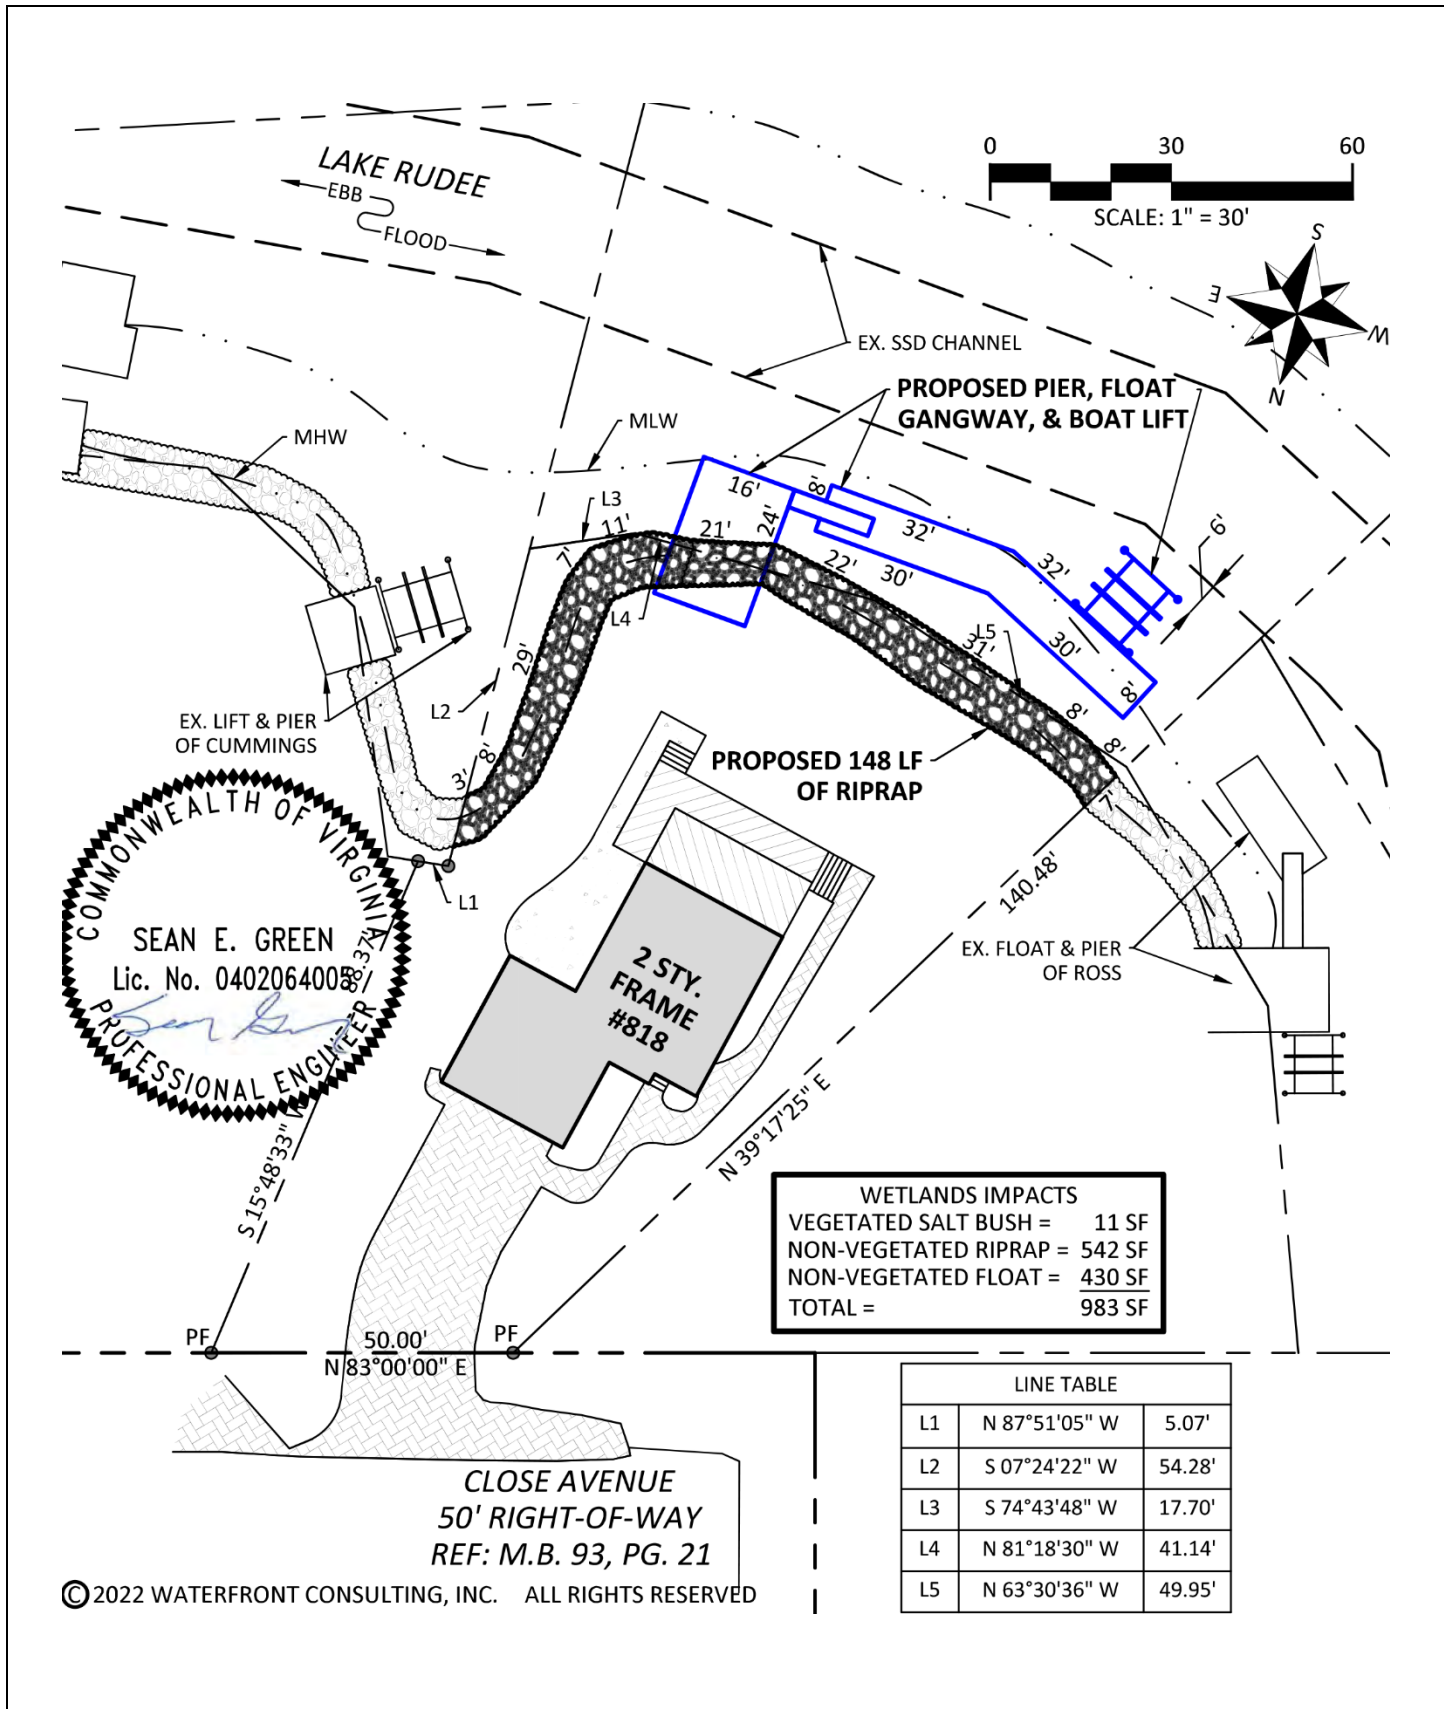 0 30 60
SCALE: 1" = 30'
LAKE RUDEE
EBB
FLOOD
S
E
W
N
EX. SSD CHANNEL
PROPOSED PIER, FLOAT
GANGWAY, & BOAT LIFT
MHW
MLW
L3
16'
8'
32'
11'
21'
24'
7'
22'
30'
32'
6'
L4
L5
31'
30'
8'
29'
L2
8'
8'
EX. LIFT & PIER
OF CUMMINGS
3'
8'
7'
PROPOSED 148 LF
OF RIPRAP
L1
140.48'
COMMONWEALTH OF VIRGINIA
SEAN E. GREEN
Lic. No. 0402064005
PROFESSIONAL ENGINEER
8.37'
2 STY.
FRAME
#818
EX. FLOAT & PIER
OF ROSS
S 15°48'33" W
N 39°17'25" E
WETLANDS IMPACTS
VEGETATED SALT BUSH = 11 SF
NON-VEGETATED RIPRAP = 542 SF
NON-VEGETATED FLOAT = 430 SF
TOTAL = 983 SF
PF
50.00'
PF
N 83°00'00" E
LINE TABLE
L1 N 87°51'05" W 5.07'
L2 S 07°24'22" W 54.28'
L3 S 74°43'48" W 17.70'
L4 N 81°18'30" W 41.14'
L5 N 63°30'36" W 49.95'
CLOSE AVENUE
50' RIGHT-OF-WAY
REF: M.B. 93, PG. 21
© 2022 WATERFRONT CONSULTING, INC. ALL RIGHTS RESERVED